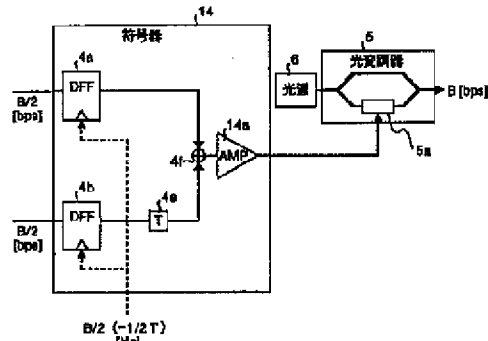 14
符号器
4a
DFF
B/2
[bps]
6
光源
5
光変調器
B [bps]
5a
14a
AMP
4f
4b
DFF
B/2
[bps]
4e
T
B/2 (-1/2T)